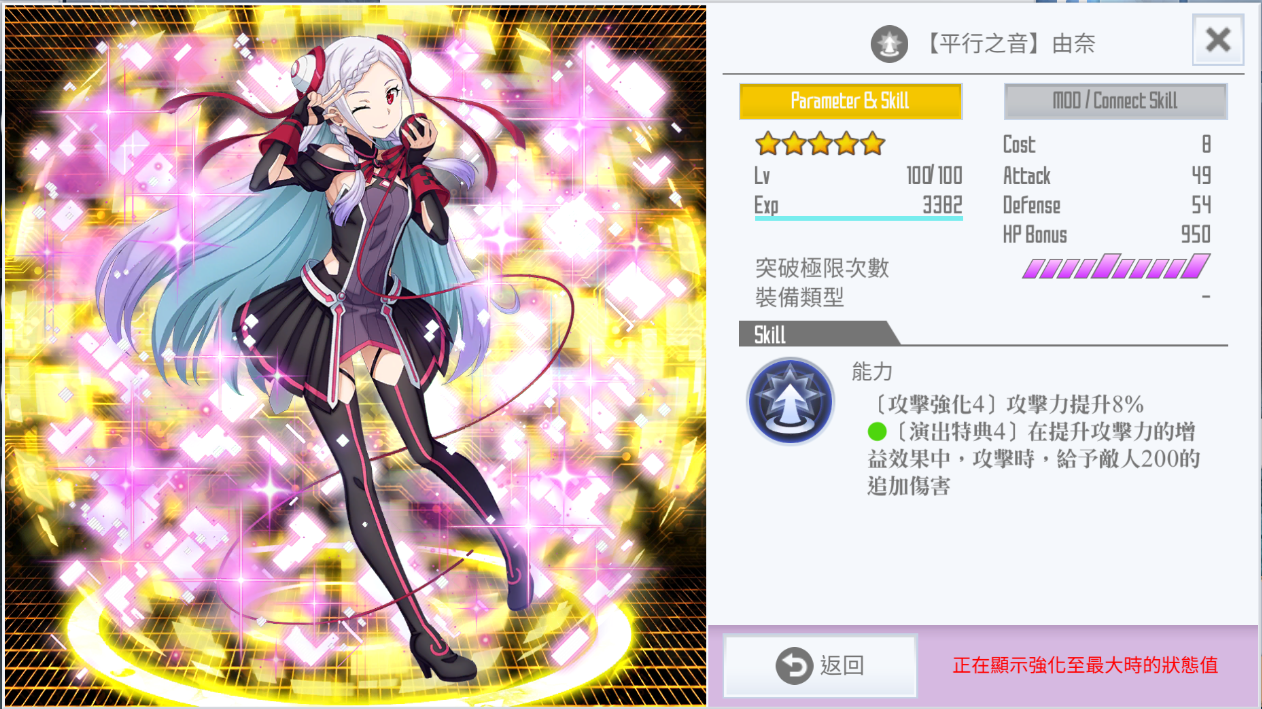 【平行之音】由奈
Parameter & Skill
MOD / Connect Skill
Lv 100/100
Exp 3382
突破極限次數
裝備類型
Cost 8
Attack 49
Defense 54
HP Bonus 950
-
Skill
能力
〔攻擊強化4〕攻擊力提升8%
〔演出特典4〕在提升攻擊力的增
益效果中，攻擊時，給予敵人200的
追加傷害
返回
正在顯示強化至最大時的狀態值